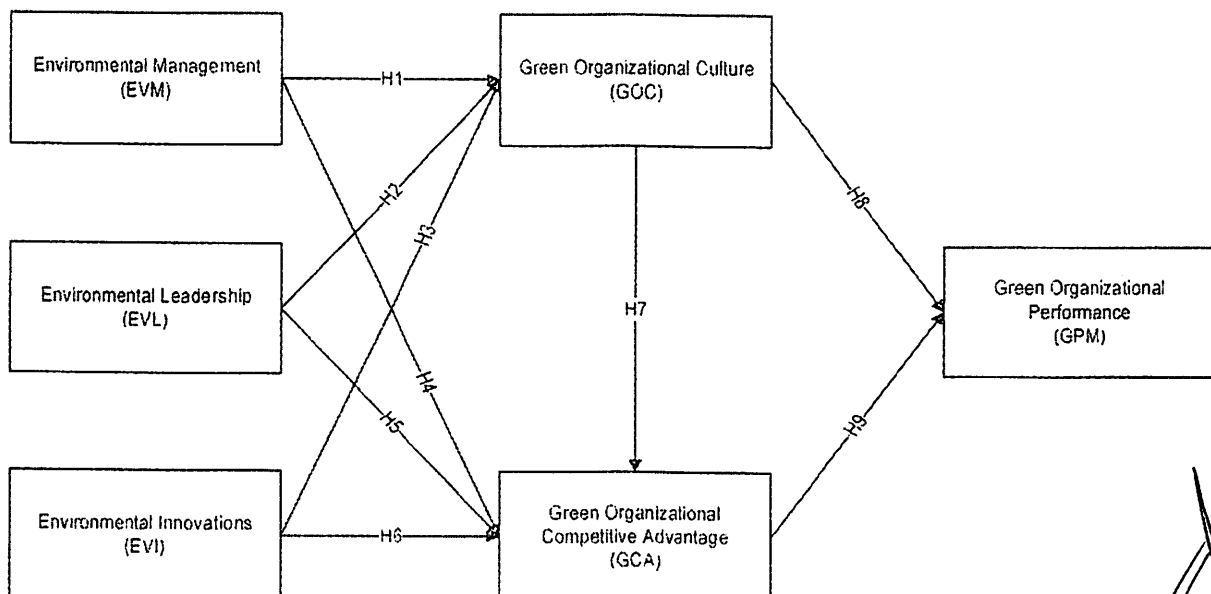 Environmental Management
(EVM)
Green Organizational Culture
(GOC)
H1
H2
H3
H8
Environmental Leadership
(EVL)
H7
Green Organizational
Performance
(GPM)
H4
H5
H9
Environmental Innovations
(EVI)
H6
Green Organizational
Competitive Advantage
(GCA)